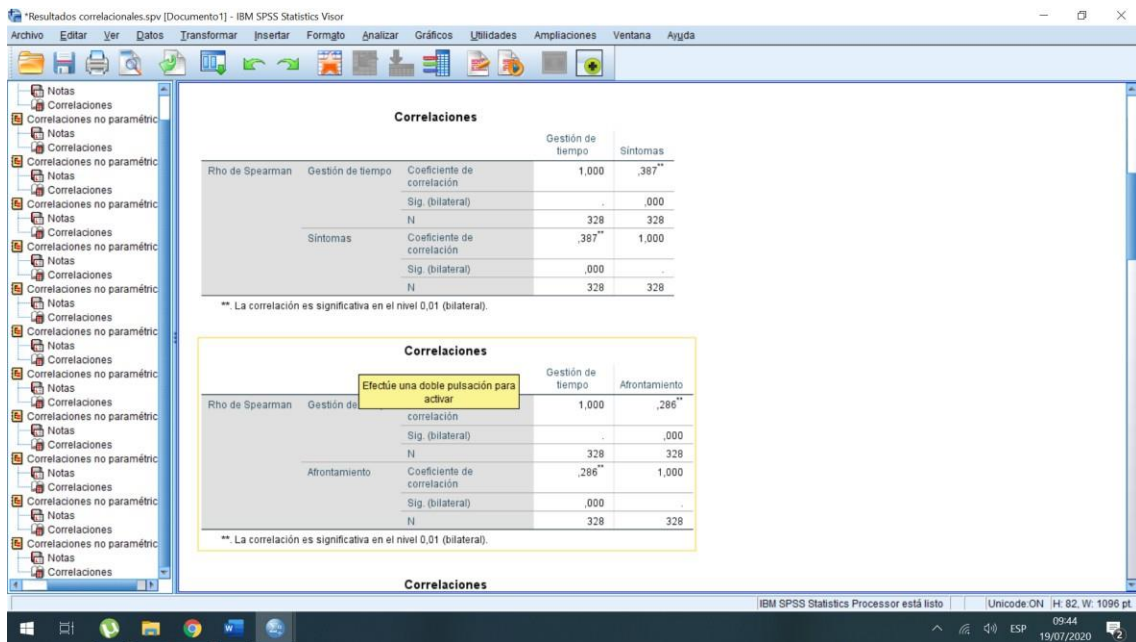 *Resultados correlacionales.spv [Documento1] - IBM SPSS Statistics Visor
Archivo Editar Ver Datos Transformar Insertar Formato Analizar Gráficos Utilidades Ampliaciones Ventana Ayuda
Notas
Correlaciones
Correlaciones no paramétric
Notas
Correlaciones
Correlaciones no paramétric
Notas
Correlaciones
Correlaciones no paramétric
Notas
Correlaciones
Correlaciones no paramétric
Notas
Correlaciones
Correlaciones no paramétric
Notas
Correlaciones
Correlaciones no paramétric
Notas
Correlaciones
Correlaciones no paramétric
Notas
Correlaciones
Correlaciones no paramétric
Notas
Correlaciones
Correlaciones no paramétric
Notas
Correlaciones
Correlaciones no paramétric
Notas
Correlaciones
Correlaciones no paramétric
Notas
Correlaciones
Correlaciones
Gestión de
tiempo Síntomas
Rho de Spearman Gestión de tiempo Coeficiente de
correlación 1,000 ,387**
Sig. (bilateral) . ,000
N 328 328
Síntomas Coeficiente de
correlación ,387** 1,000
Sig. (bilateral) ,000 .
N 328 328
**. La correlación es significativa en el nivel 0,01 (bilateral).
Correlaciones
Gestión de
tiempo Afrontamiento
Efectúe una doble pulsación para
activar
Rho de Spearman Gestión de
correlación 1,000 ,286**
Sig. (bilateral) . ,000
N 328 328
Afrontamiento Coeficiente de
correlación ,286** 1,000
Sig. (bilateral) ,000 .
N 328 328
**. La correlación es significativa en el nivel 0,01 (bilateral).
Correlaciones
IBM SPSS Statistics Processor está listo Unicode:ON H: 82, W: 1096 pt.
ESP 09:44
19/07/2020